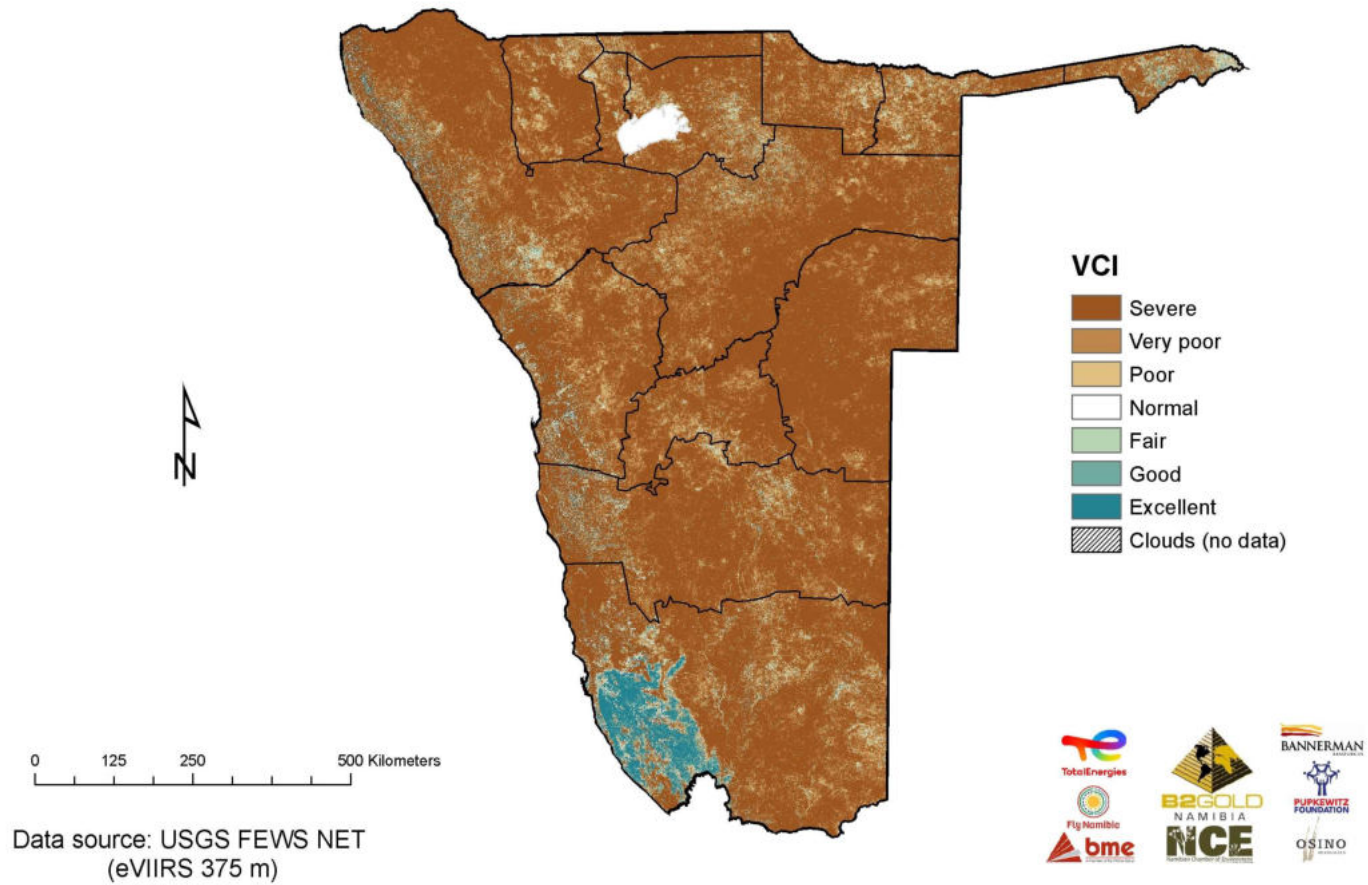 VCI
Severe
Very poor
Poor
Normal
Fair
Good
Excellent
Clouds (no data)
N
0 125 250 500 Kilometers
Data source: USGS FEWS NET
(eVIIRS 375 m)
TotalEnergies
Fly Namibia
bme
B2GOLD
NAMIBIA
NCE
BANNERMAN
PUPKEWITZ
FOUNDATION
OSINO